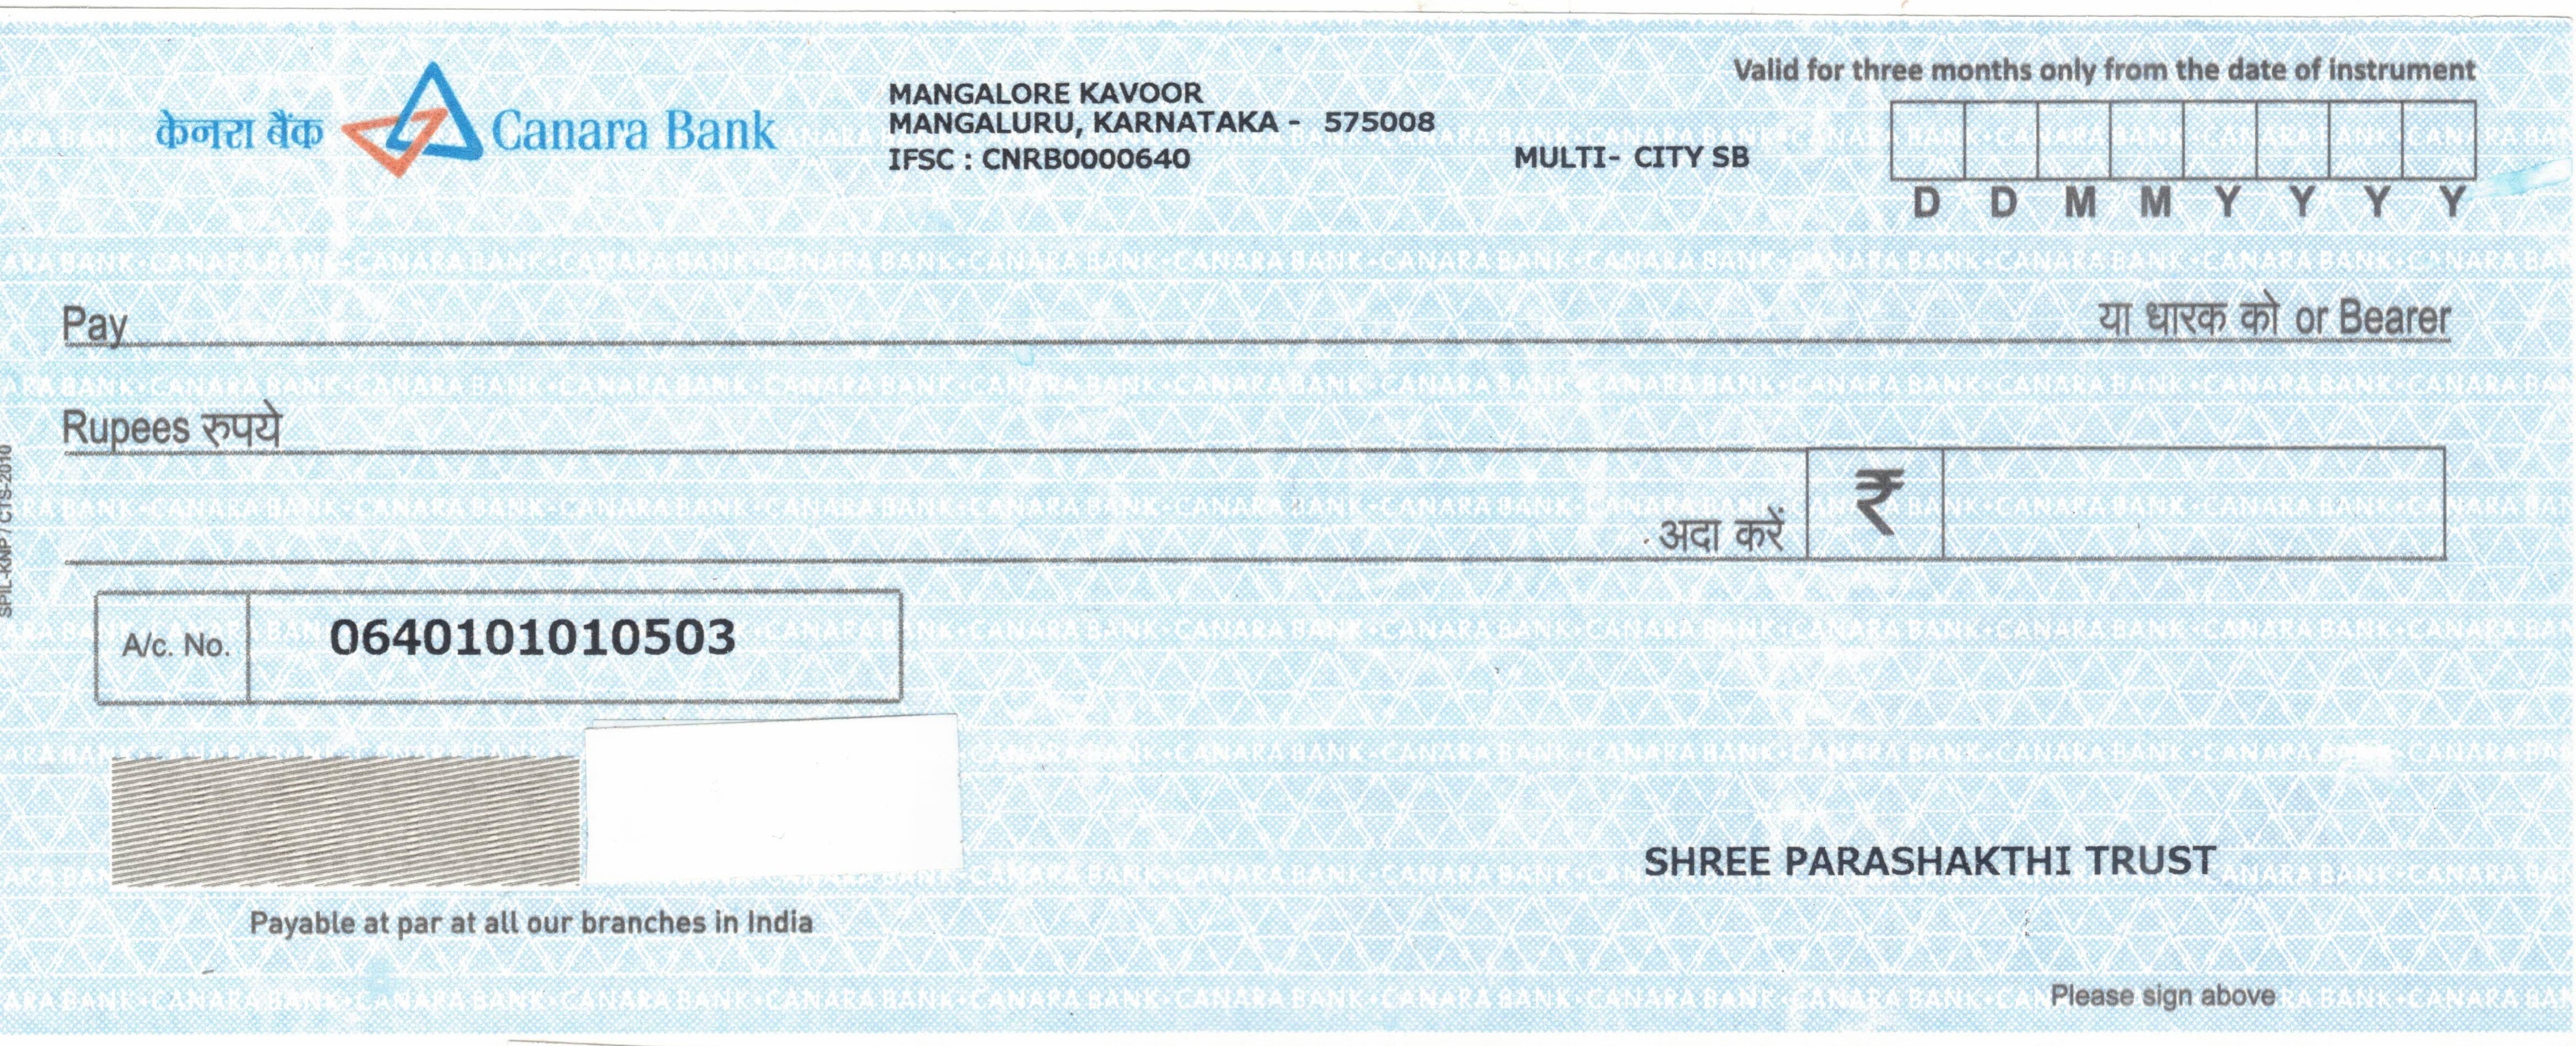 केनरा बैंक Canara Bank
MANGALORE KAVOOR
MANGALURU, KARNATAKA - 575008
IFSC : CNRB0000640
MULTI- CITY SB
Valid for three months only from the date of instrument
D D M M Y Y Y Y
Pay या धारक को or Bearer
Rupees रुपये
अदा करें ₹
A/c. No. 0640101010503
SPIL-KNP / CTS-2010
SHREE PARASHAKTHI TRUST
Payable at par at all our branches in India
Please sign above